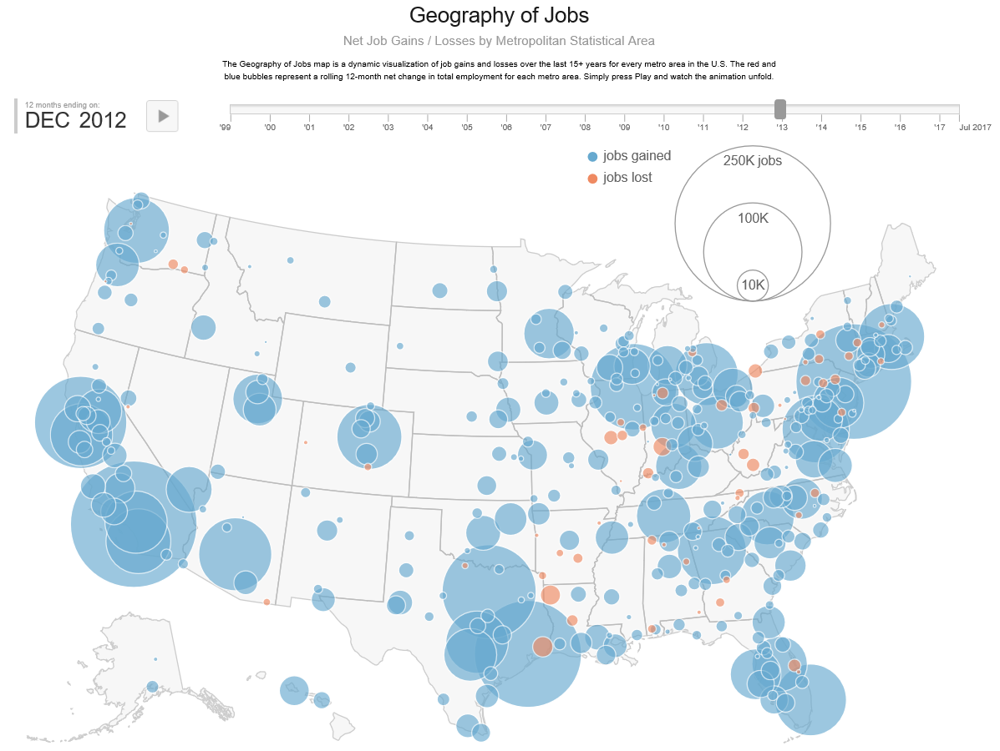 Geography of Jobs
Net Job Gains / Losses by Metropolitan Statistical Area
The Geography of Jobs map is a dynamic visualization of job gains and losses over the last 15+ years for every metro area in the U.S. The red and
blue bubbles represent a rolling 12-month net change in total employment for each metro area. Simply press Play and watch the animation unfold.
12 months ending on:
DEC 2012
'99 '00 '01 '02 '03 '04 '05 '06 '07 '08 '09 '10 '11 '12 '13 '14 '15 '16 '17 Jul 2017
jobs gained
jobs lost
250K jobs
100K
10K